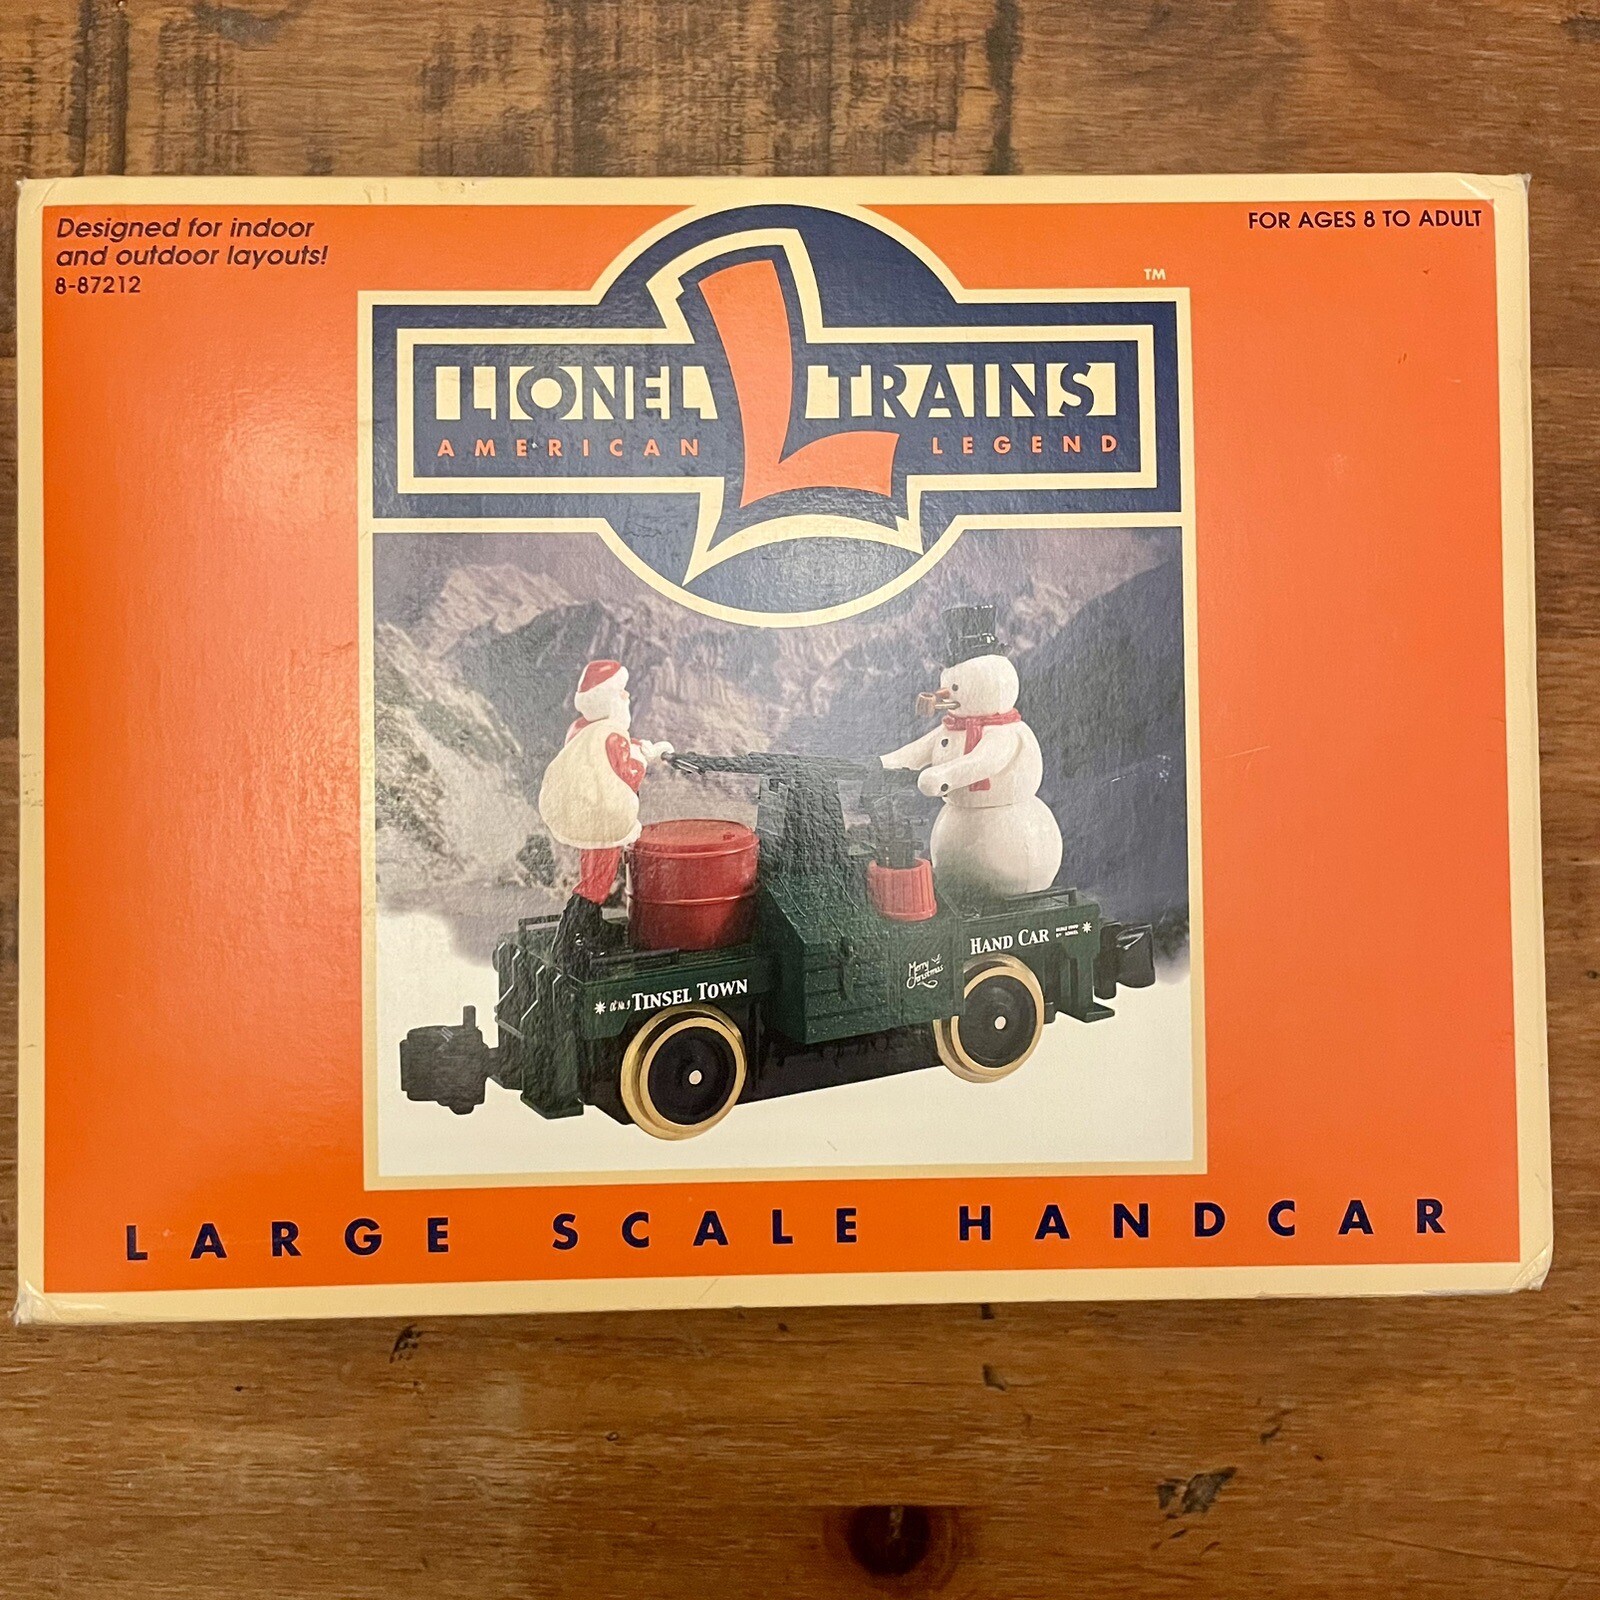 Designed for indoor
and outdoor layouts!
8-87212
FOR AGES 8 TO ADULT
TM
LIONEL L TRAINS
AMERICAN LEGEND
TINSEL TOWN
Merry
Christmas
HAND CAR
LARGE SCALE HANDCAR